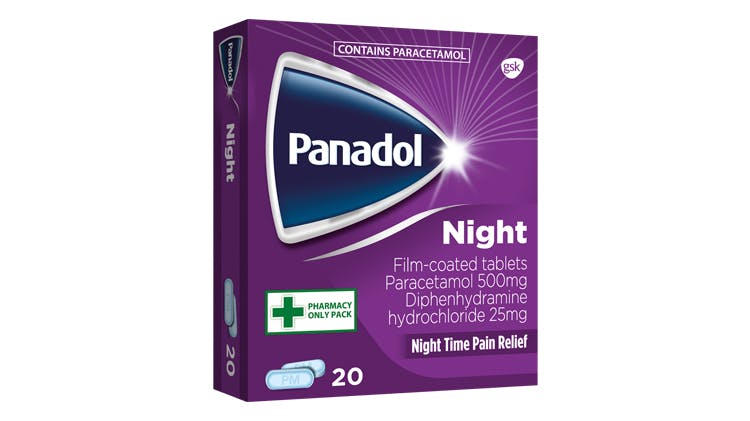 CONTAINS PARACETAMOL
gsk
Panadol
Night
Film-coated tablets
Paracetamol 500mg
Diphenhydramine
hydrochloride 25mg
Night Time Pain Relief
PHARMACY
ONLY PACK
PM
20
Panadol
Night
20